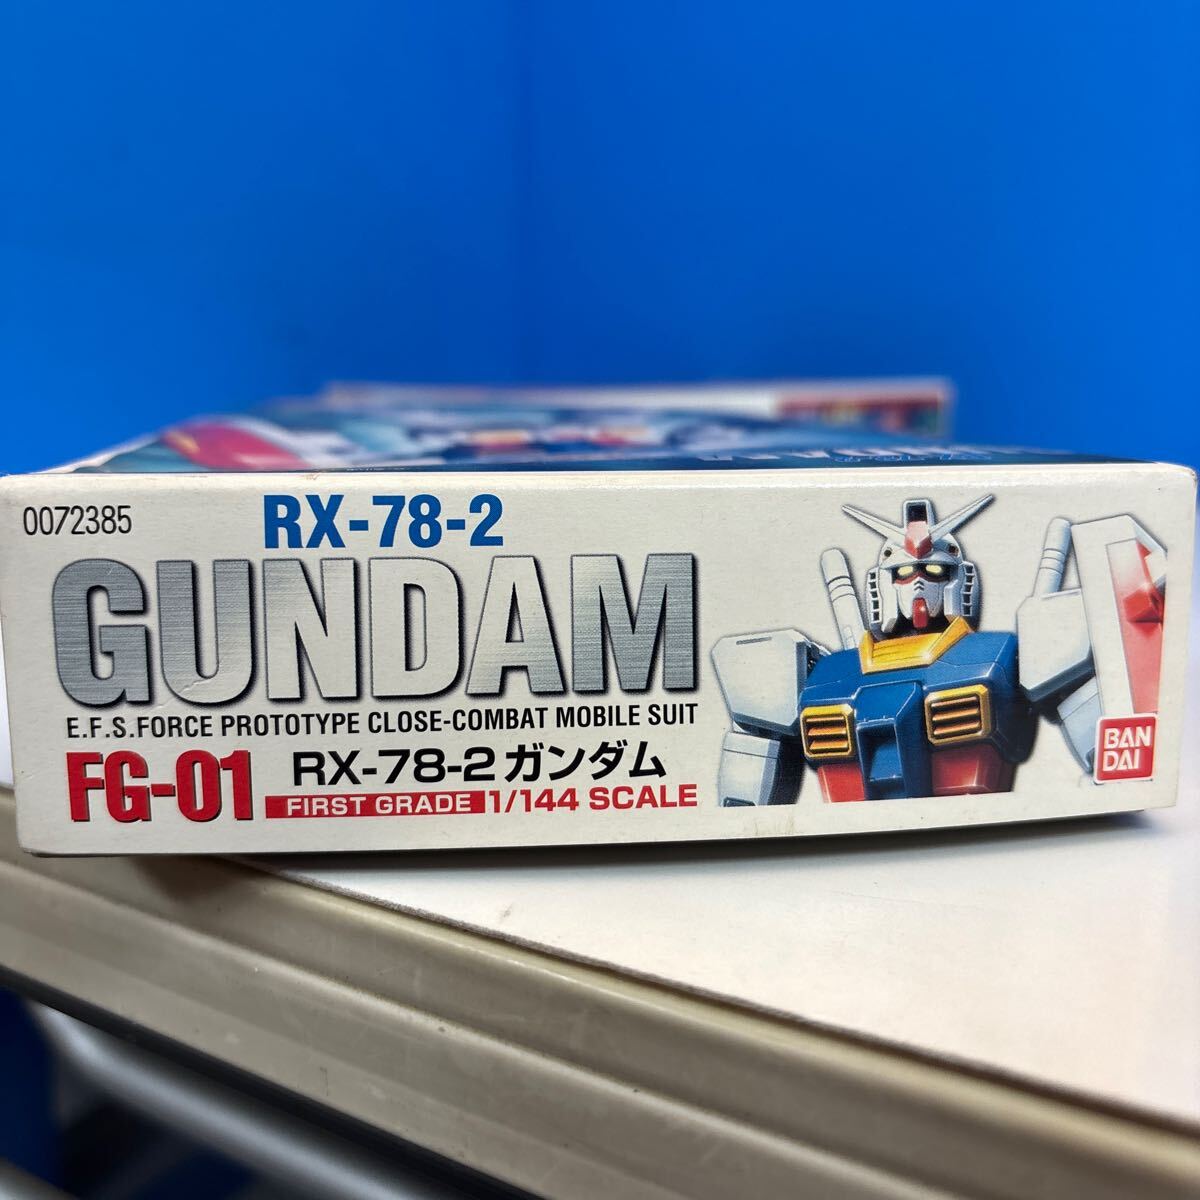 0072385
RX-78-2
GUNDAM
E.F.S.FORCE PROTOTYPE CLOSE-COMBAT MOBILE SUIT
FG-01
RX-78-2 ガンダム
FIRST GRADE 1/144 SCALE
BAN
DAI